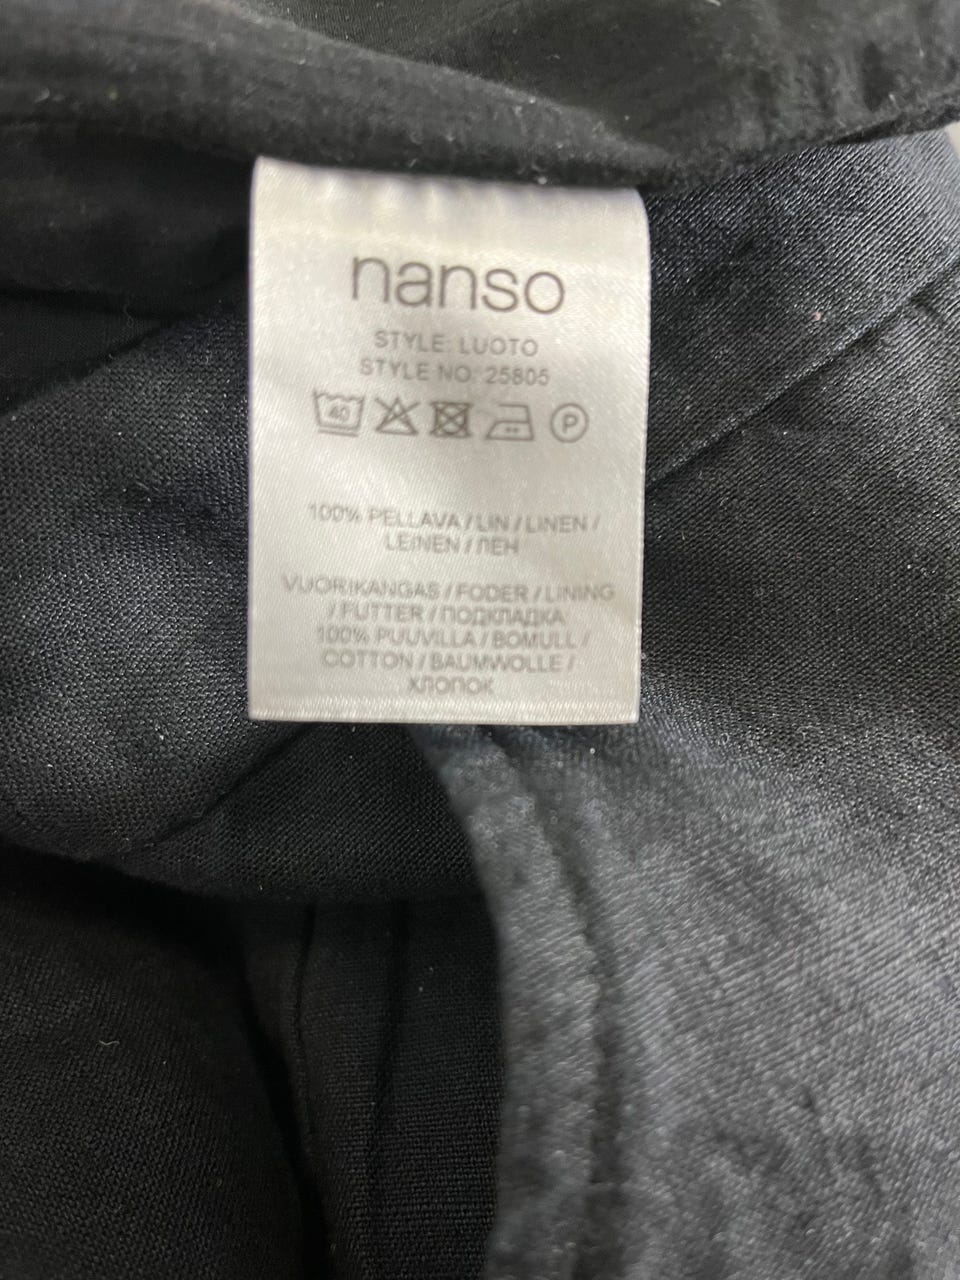 nanso
STYLE: LUOTO
STYLE NO: 25805
40 P
100% PELLAVA / LIN / LINEN /
LEINEN / ЛЕН
VUORIKANGAS / FODER / LINING
/ FUTTER / ПОДКЛАДКА
100% PUUVILLA / BOMULL /
COTTON / BAUMWOLLE /
ХЛОПОК